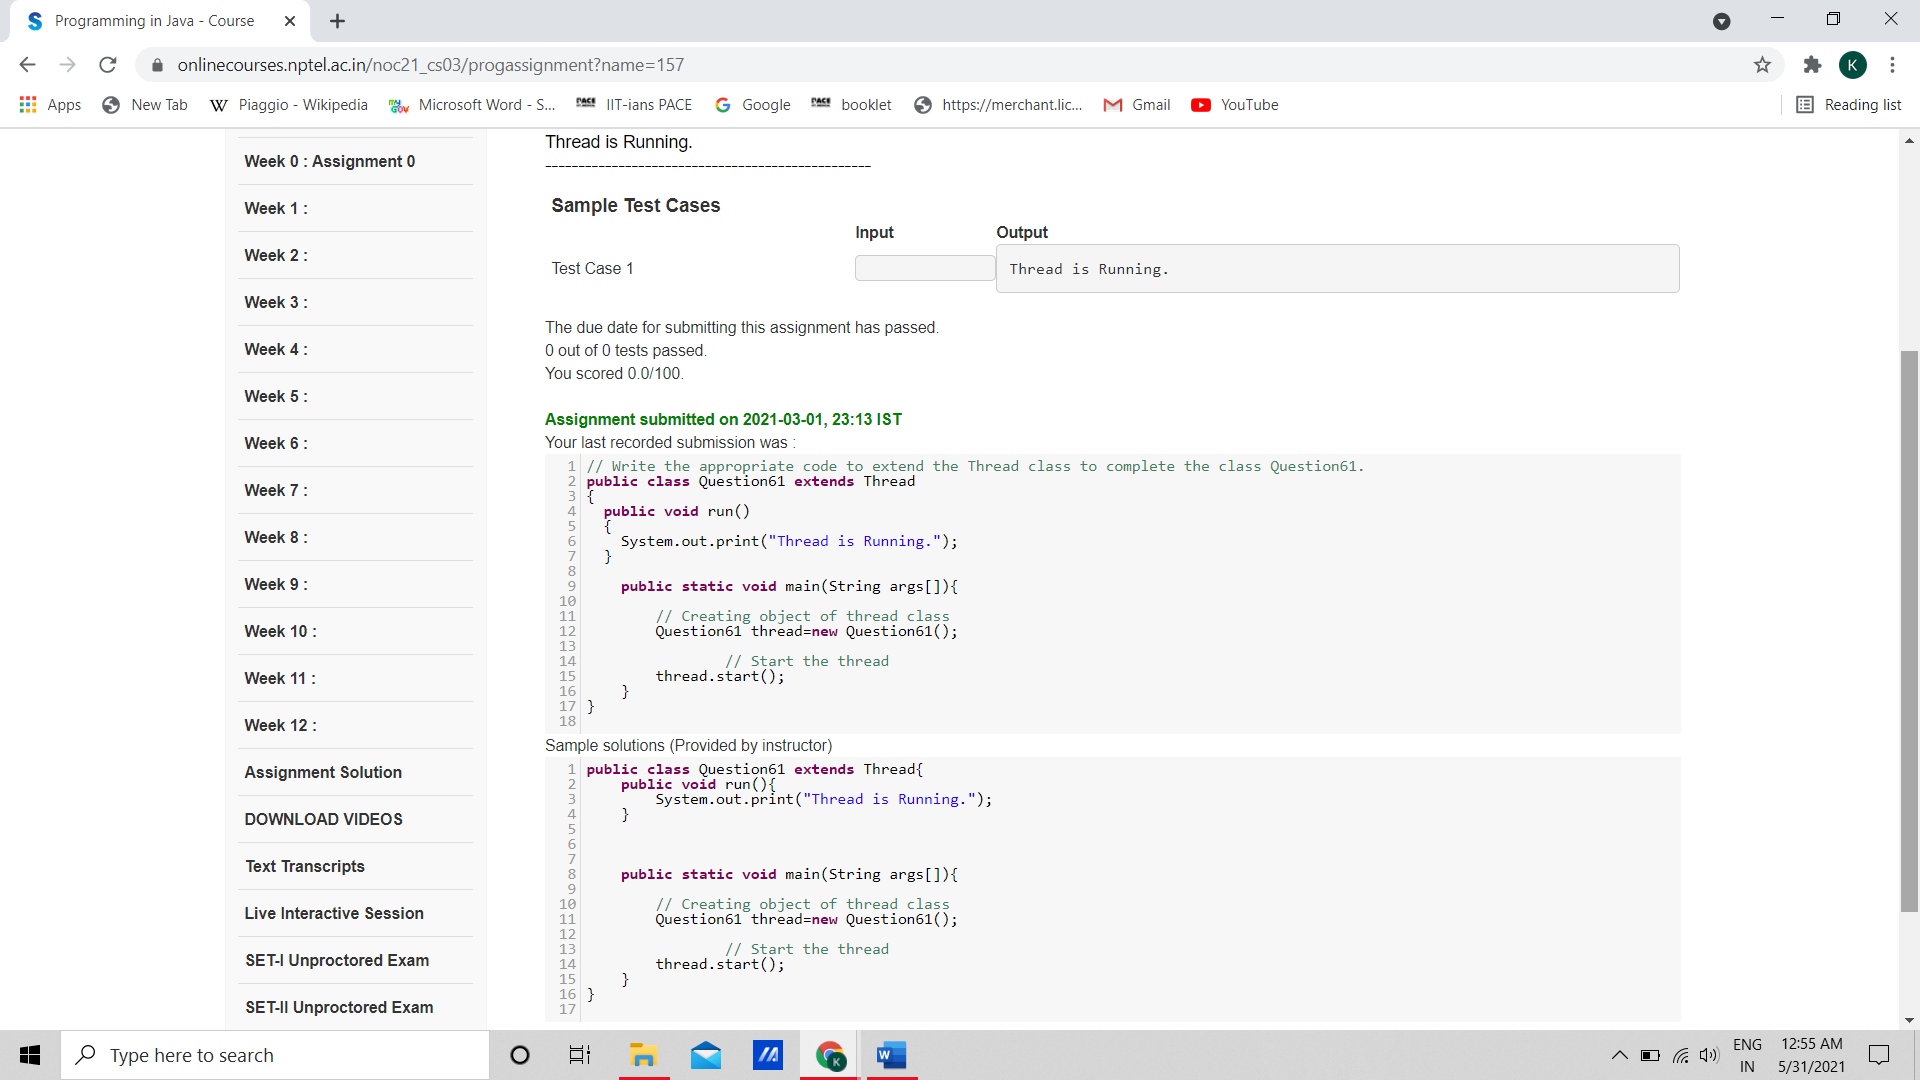 Programming in Java - Course
onlinecourses.nptel.ac.in/noc21_cs03/progassignment?name=157
K
Apps
New Tab
W Piaggio - Wikipedia
Microsoft Word - S...
PACE IIT-ians PACE
G Google
PACE booklet
https://merchant.lic...
M Gmail
YouTube
Reading list
Week 0 : Assignment 0
Week 1 :
Week 2 :
Week 3 :
Week 4 :
Week 5 :
Week 6 :
Week 7 :
Week 8 :
Week 9 :
Week 10 :
Week 11 :
Week 12 :
Assignment Solution
DOWNLOAD VIDEOS
Text Transcripts
Live Interactive Session
SET-I Unproctored Exam
SET-II Unproctored Exam
Thread is Running.
-------------------------------------------------
Sample Test Cases
Input Output
Test Case 1 Thread is Running.
The due date for submitting this assignment has passed.
0 out of 0 tests passed.
You scored 0.0/100.
Assignment submitted on 2021-03-01, 23:13 IST
Your last recorded submission was :
1 // Write the appropriate code to extend the Thread class to complete the class Question61.
2 public class Question61 extends Thread
3 {
4   public void run()
5   {
6     System.out.print("Thread is Running.");
7   }
8
9     public static void main(String args[]){
10
11         // Creating object of thread class
12         Question61 thread=new Question61();
13
14                 // Start the thread
15         thread.start();
16     }
17 }
18
Sample solutions (Provided by instructor)
1 public class Question61 extends Thread{
2     public void run(){
3         System.out.print("Thread is Running.");
4     }
5
6
7
8     public static void main(String args[]){
9
10         // Creating object of thread class
11         Question61 thread=new Question61();
12
13                 // Start the thread
14         thread.start();
15     }
16 }
17
Type here to search
K
W
ENG
IN
12:55 AM
5/31/2021